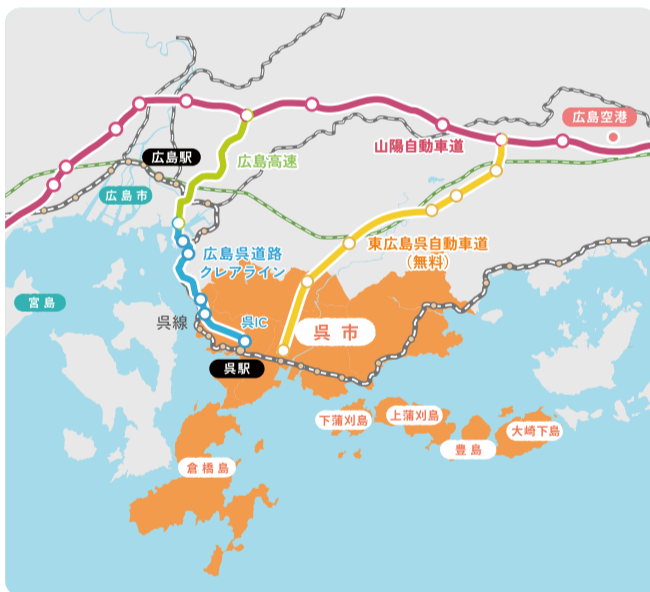 広島空港
山陽自動車道
広島駅
広島高速
広島市
東広島呉自動車道
(無料)
広島呉道路
クレアライン
宮島
呉線
呉IC
呉市
呉駅
下蒲刈島
上蒲刈島
豊島
大崎下島
倉橋島